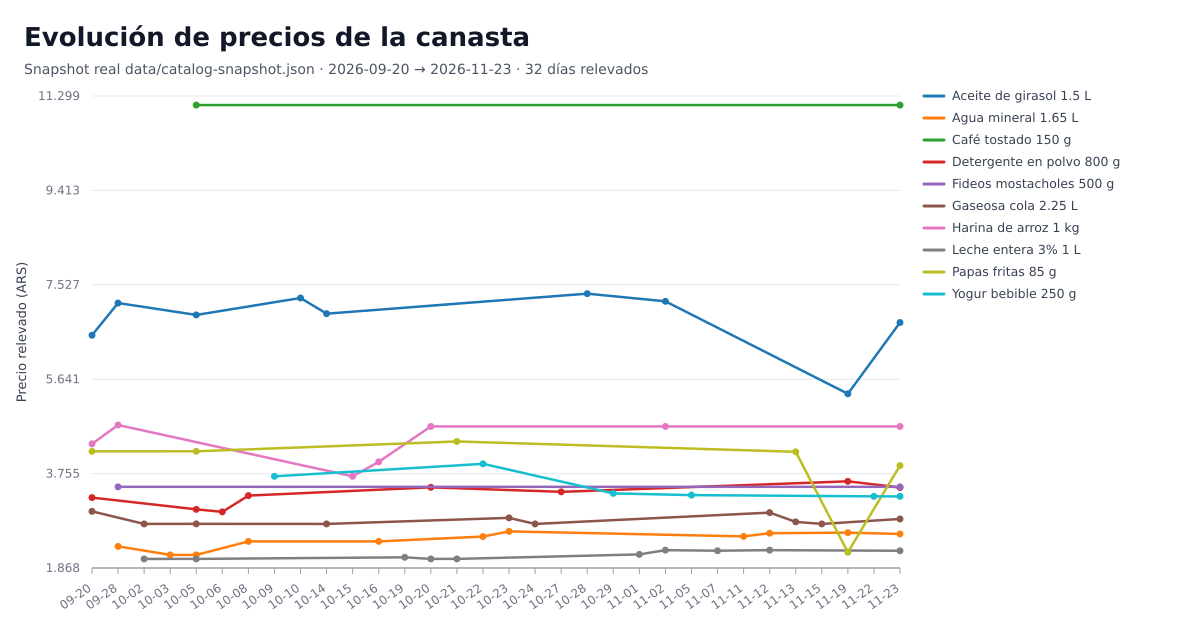 Evolución de precios de la canasta
Snapshot real data/catalog-snapshot.json · 2026-09-20 → 2026-11-23 · 32 días relevados
Precio relevado (ARS)
11.299
9.413
7.527
5.641
3.755
1.868
09-20
09-28
10-02
10-03
10-05
10-06
10-08
10-09
10-10
10-14
10-15
10-16
10-19
10-20
10-21
10-22
10-23
10-24
10-27
10-28
10-29
11-01
11-02
11-05
11-07
11-11
11-12
11-13
11-15
11-19
11-22
11-23
Aceite de girasol 1.5 L
Agua mineral 1.65 L
Café tostado 150 g
Detergente en polvo 800 g
Fideos mostacholes 500 g
Gaseosa cola 2.25 L
Harina de arroz 1 kg
Leche entera 3% 1 L
Papas fritas 85 g
Yogur bebible 250 g